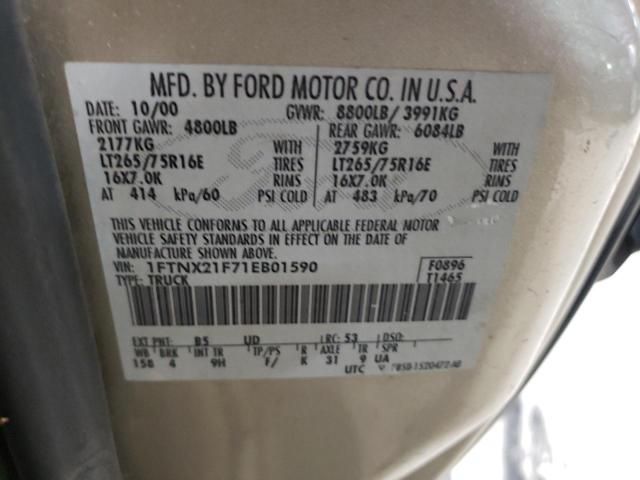 MFD. BY FORD MOTOR CO. IN U.S.A.
DATE: 10/00 GVWR: 8800LB/ 3991KG
FRONT GAWR: 4800LB REAR GAWR: 6084LB
2177KG WITH 2759KG WITH
LT265/75R16E TIRES LT265/75R16E TIRES
16X7.0K RIMS 16X7.0K RIMS
AT 414 kPa/60 PSI COLD AT 483 kPa/70 PSI COLD
THIS VEHICLE CONFORMS TO ALL APPLICABLE FEDERAL MOTOR
VEHICLE SAFETY STANDARDS IN EFFECT ON THE DATE OF
MANUFACTURE SHOWN ABOVE.
VIN: 1FTNX21F71EB01590 F0896
TYPE: TRUCK T1465
EXT PNT: B5 UD RC: 53 DSO:
WB BRK INT TR TP/PS R AXLE TR SPR
158 4 9H F/ K 31 9 UA
UTC